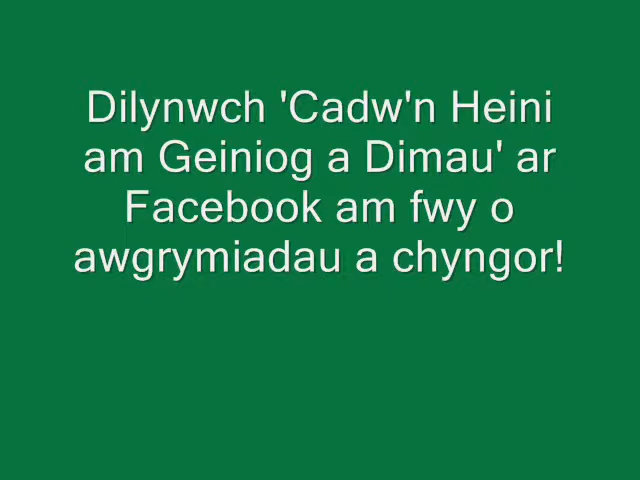 Dilynwch 'Cadw'n Heini
am Geiniog a Dimau' ar
Facebook am fwy o
awgrymiadau a chyngor!